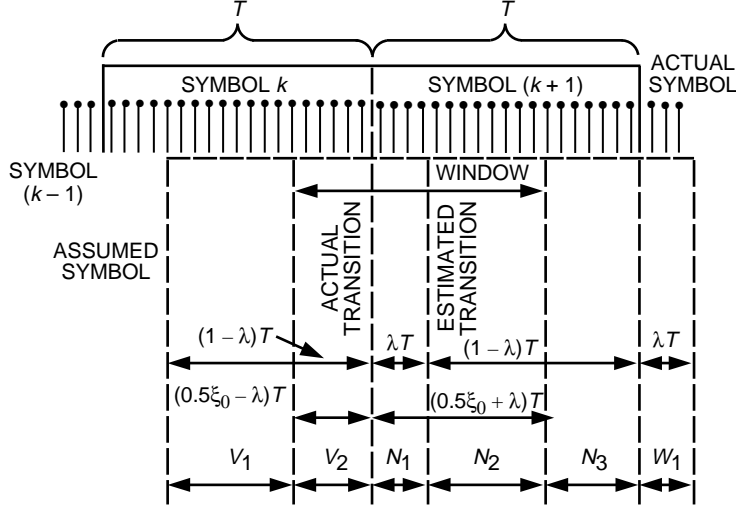 T T
SYMBOL k SYMBOL (k + 1) ACTUAL SYMBOL
SYMBOL (k – 1)
WINDOW
ASSUMED SYMBOL
ACTUAL TRANSITION
ESTIMATED TRANSITION
(1 – λ)T λT (1 – λ)T λT
(0.5ξ₀ – λ)T (0.5ξ₀ + λ)T
V₁ V₂ N₁ N₂ N₃ W₁